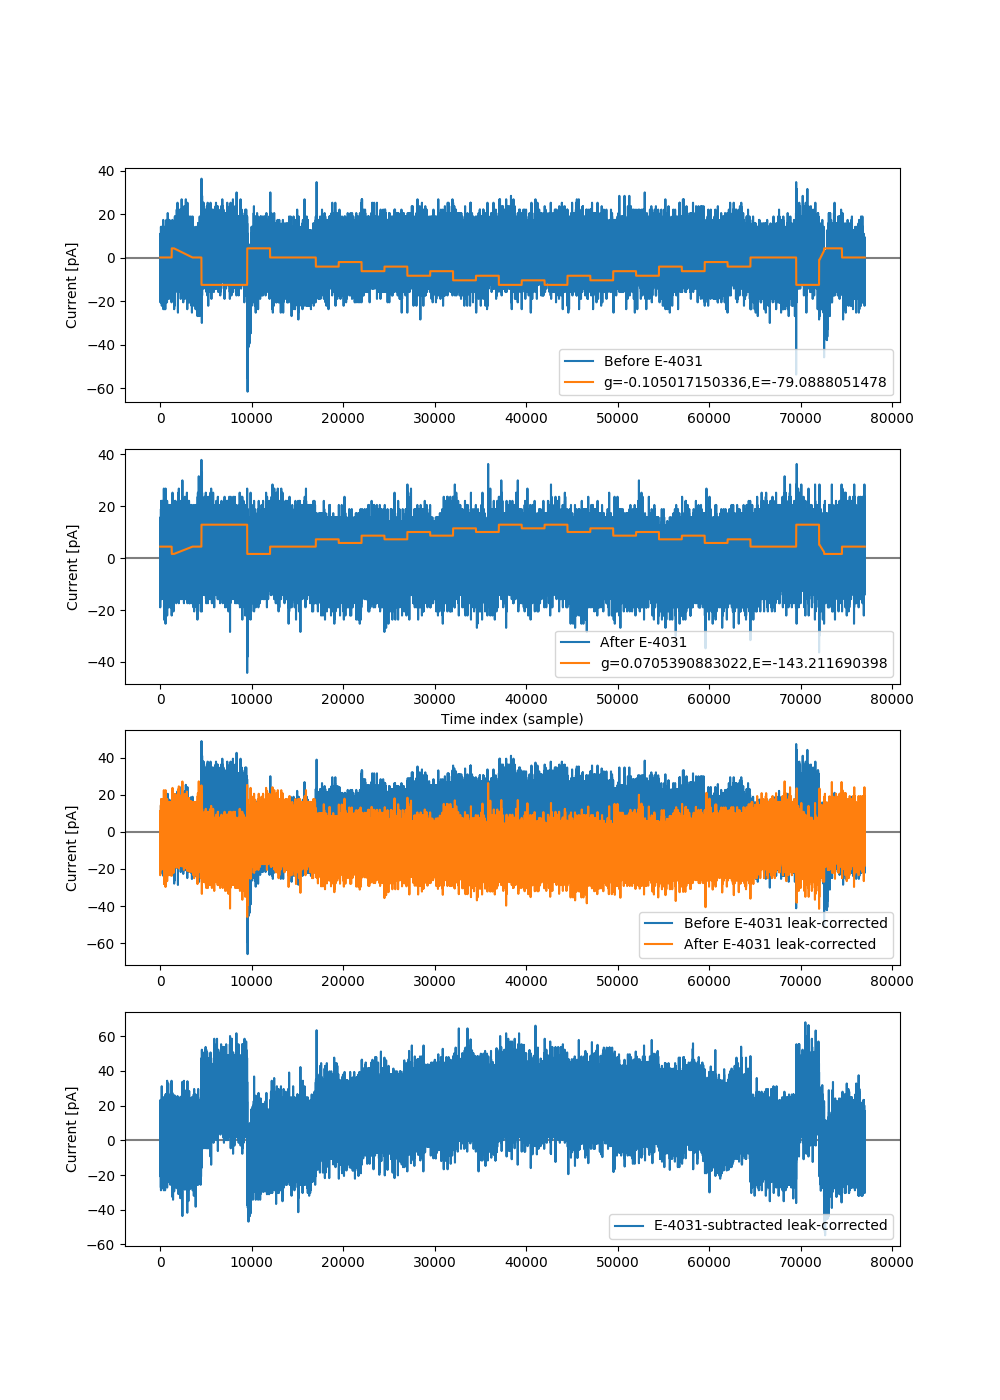 40
20
0
−20
−40
−60
Current [pA]
Before E-4031
g=-0.105017150336,E=-79.0888051478
0 10000 20000 30000 40000 50000 60000 70000 80000
40
20
0
−20
−40
Current [pA]
After E-4031
g=0.0705390883022,E=-143.211690398
0 10000 20000 30000 40000 50000 60000 70000 80000
Time index (sample)
40
20
0
−20
−40
−60
Current [pA]
Before E-4031 leak-corrected
After E-4031 leak-corrected
0 10000 20000 30000 40000 50000 60000 70000 80000
60
40
20
0
−20
−40
−60
Current [pA]
E-4031-subtracted leak-corrected
0 10000 20000 30000 40000 50000 60000 70000 80000